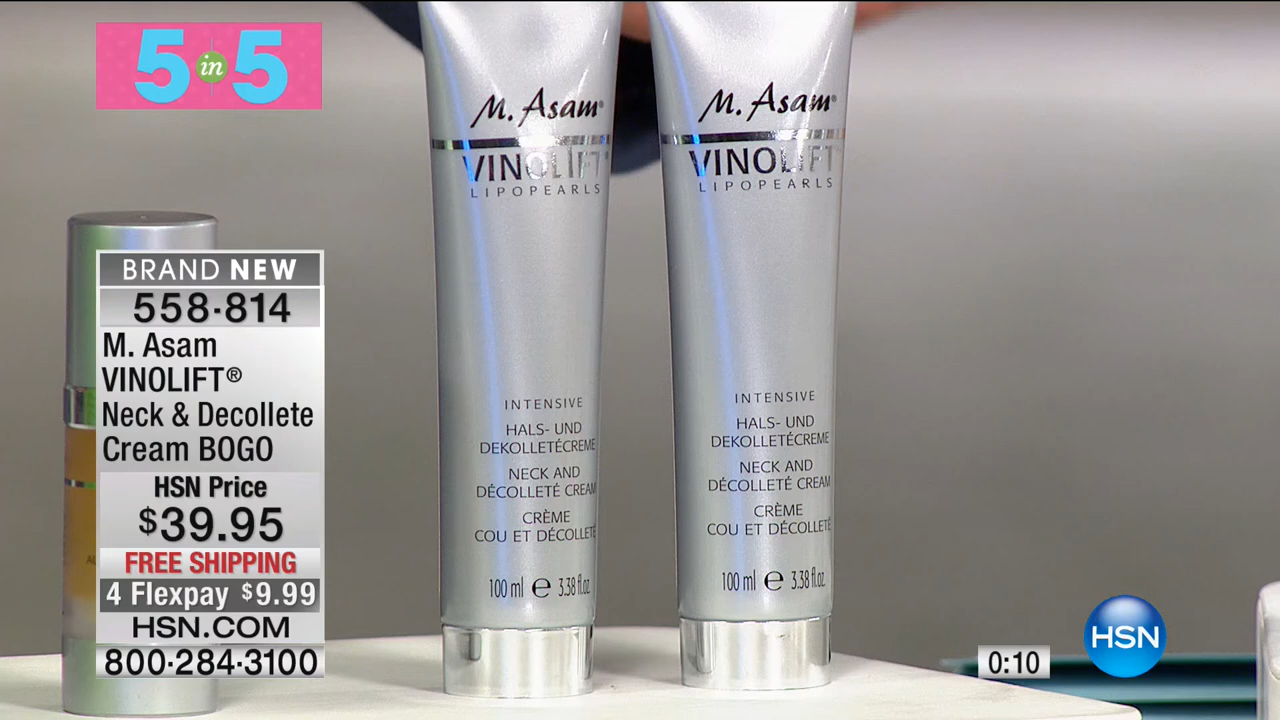 5 in 5
BRAND NEW
558-814
M. Asam
VINOLIFT®
Neck & Decollete
Cream BOGO
HSN Price
$39.95
FREE SHIPPING
4 Flexpay $9.99
HSN.COM
800-284-3100
M. Asam®
VINOLIFT®
LIPOPEARLS
INTENSIVE
HALS- UND
DEKOLLETÉCREME
NECK AND
DÉCOLLETÉ CREAM
CRÈME
COU ET DÉCOLLETÉ
100 ml e 3.38 fl.oz.
M. Asam®
VINOLIFT
LIPOPEARLS
INTENSIVE
HALS- UND
DEKOLLETÉCREME
NECK AND
DÉCOLLETÉ CREAM
CRÈME
COU ET DÉCOLLETÉ
100 ml e 3.38 fl.oz.
0:10
HSN